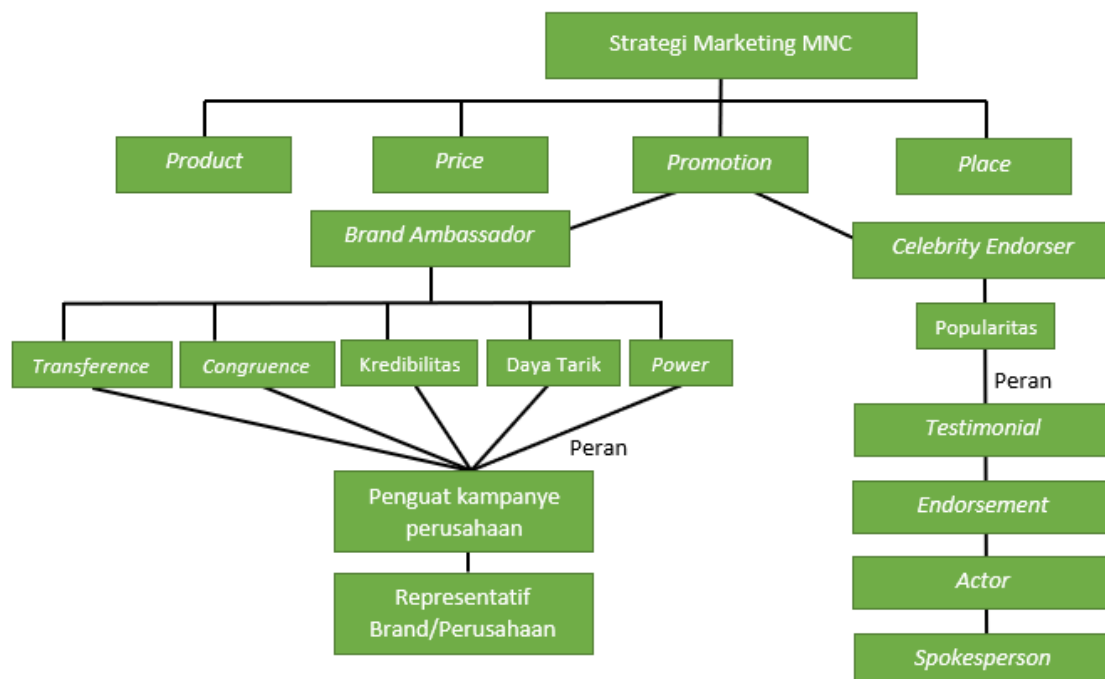 Strategi Marketing MNC
Product
Price
Promotion
Place
Brand Ambassador
Celebrity Endorser
Transference
Congruence
Kredibilitas
Daya Tarik
Power
Popularitas
Peran
Peran
Testimonial
Penguat kampanye
perusahaan
Endorsement
Representatif
Brand/Perusahaan
Actor
Spokesperson